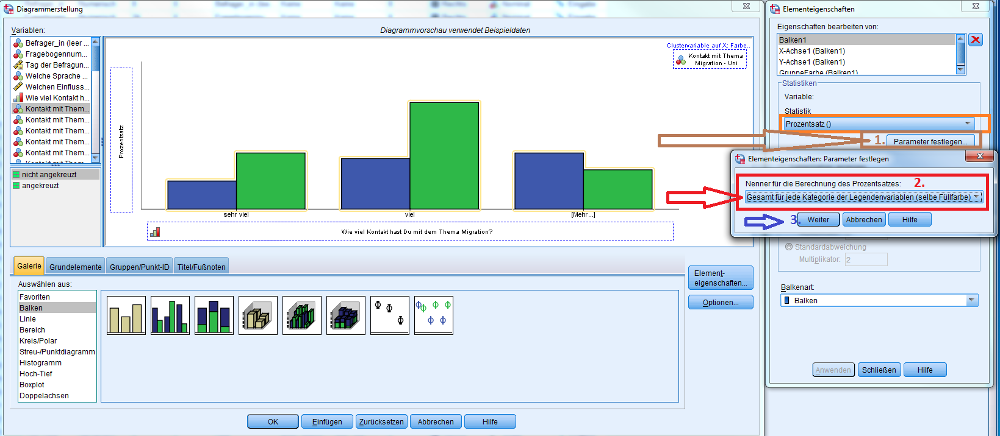 Diagrammerstellung
Variablen:
Diagrammvorschau verwendet Beispieldaten
Befrager_in (leer ...
Fragebogennum...
Tag der Befragun...
Welche Sprache ...
Welchen Einfluss...
Wie viel Kontakt h...
Kontakt mit Them...
Kontakt mit Them...
Kontakt mit Them...
Kontakt mit Them...
Kontakt mit Them...
Kontakt mit Them...
nicht angekreuzt
angekreuzt
Clustervariable auf X: Farbe..
Kontakt mit Thema
Migration - Uni
Prozentsatz
sehr viel
viel
[Mehr...]
Wie viel Kontakt hast Du mit dem Thema Migration?
Galerie
Grundelemente
Gruppen/Punkt-ID
Titel/Fußnoten
Auswählen aus:
Favoriten
Balken
Linie
Bereich
Kreis/Polar
Streu-/Punktdiagramm
Histogramm
Hoch-Tief
Boxplot
Doppelachsen
Element-
eigenschaften...
Optionen...
OK
Einfügen
Zurücksetzen
Abbrechen
Hilfe
Elementeigenschaften
Eigenschaften bearbeiten von:
Balken1
X-Achse1 (Balken1)
Y-Achse1 (Balken1)
GruppeFarbe (Balken1)
Statistiken
Variable:
Statistik
Prozentsatz ()
1. Parameter festlegen...
Elementeigenschaften: Parameter festlegen
Nenner für die Berechnung des Prozentsatzes: 2.
Gesamt für jede Kategorie der Legendenvariablen (selbe Füllfarbe)
3. Weiter
Abbrechen
Hilfe
Standardabweichung
Multiplikator: 2
Balkenart:
Balken
Anwenden
Schließen
Hilfe